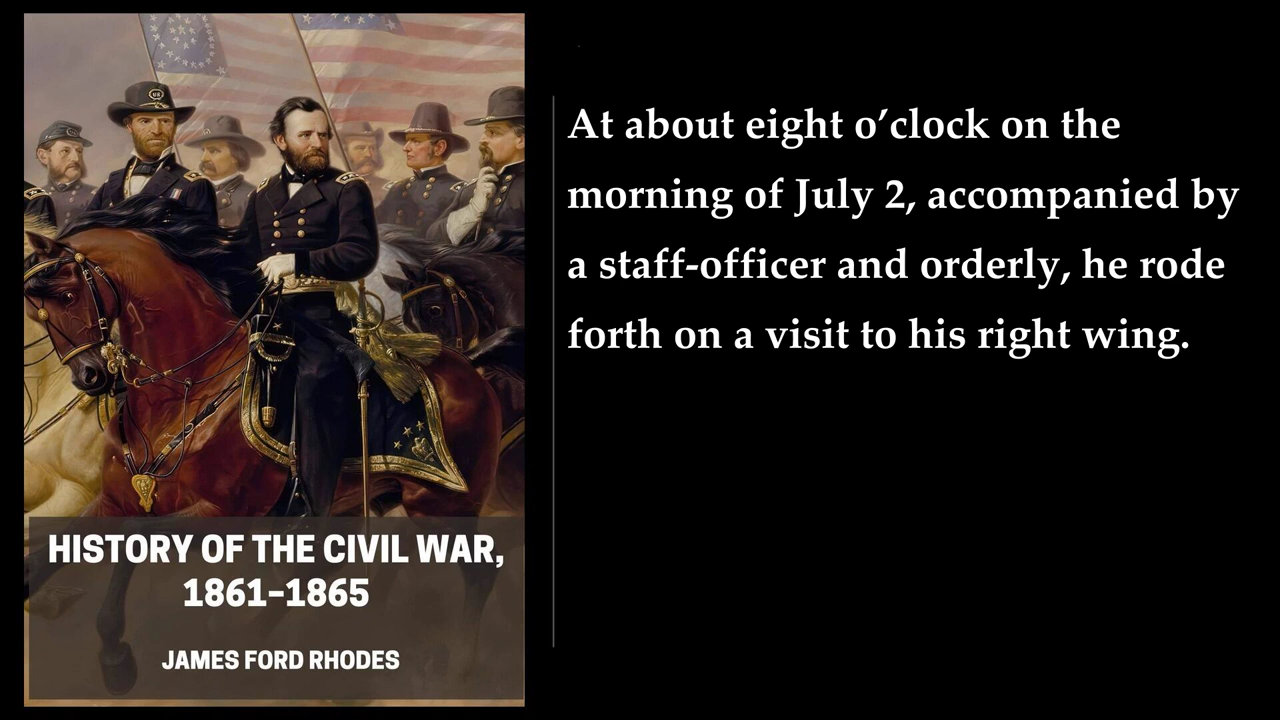 At about eight o’clock on the
morning of July 2, accompanied by
a staff-officer and orderly, he rode
forth on a visit to his right wing.
HISTORY OF THE CIVIL WAR,
1861–1865
JAMES FORD RHODES